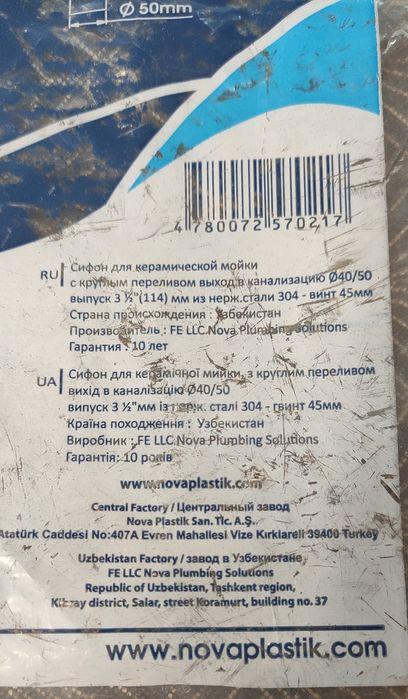 Ø 50mm
4 780072 570217
RU Сифон для керамической мойки
с круглым переливом выход в канализацию Ø40/50
выпуск 3 ½"(114) мм из нерж.стали 304 - винт 45мм
Страна происхождения : Узбекистан
Производитель : FE LLC Nova Plumbing Solutions
Гарантия : 10 лет
UA Сифон для керамічної мийки, з круглым переливом
вихід в каналізацію Ø40/50
випуск 3 ½"мм із нерж. сталі 304 - гвинт 45мм
Країна походження : Узбекистан
Виробник : FE LLC Nova Plumbing Solutions
Гарантія: 10 років
www.novaplastik.com
Central Factory / Центральный завод
Nova Plastik San. Tic. A.Ş.
Atatürk Caddesi No:407A Evren Mahallesi Vize Kırklareli 39400 Turkey
Uzbekistan Factory / завод в Узбекистане
FE LLC Nova Plumbing Solutions
Republic of Uzbekistan, Tashkent region,
Kibray district, Salar, street Koramurt, building no. 37
www.novaplastik.com